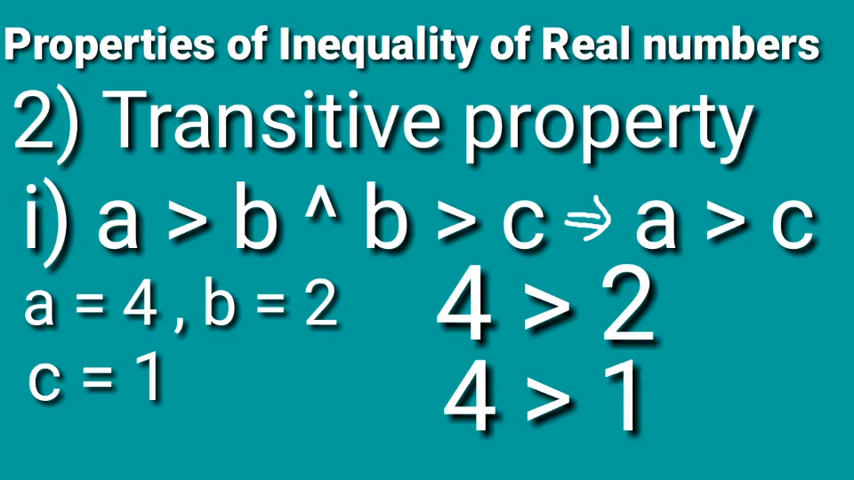 Properties of Inequality of Real numbers
2) Transitive property
i) a > b ^ b > c ⇒ a > c
a = 4 , b = 2
c = 1
4 > 2
4 > 1